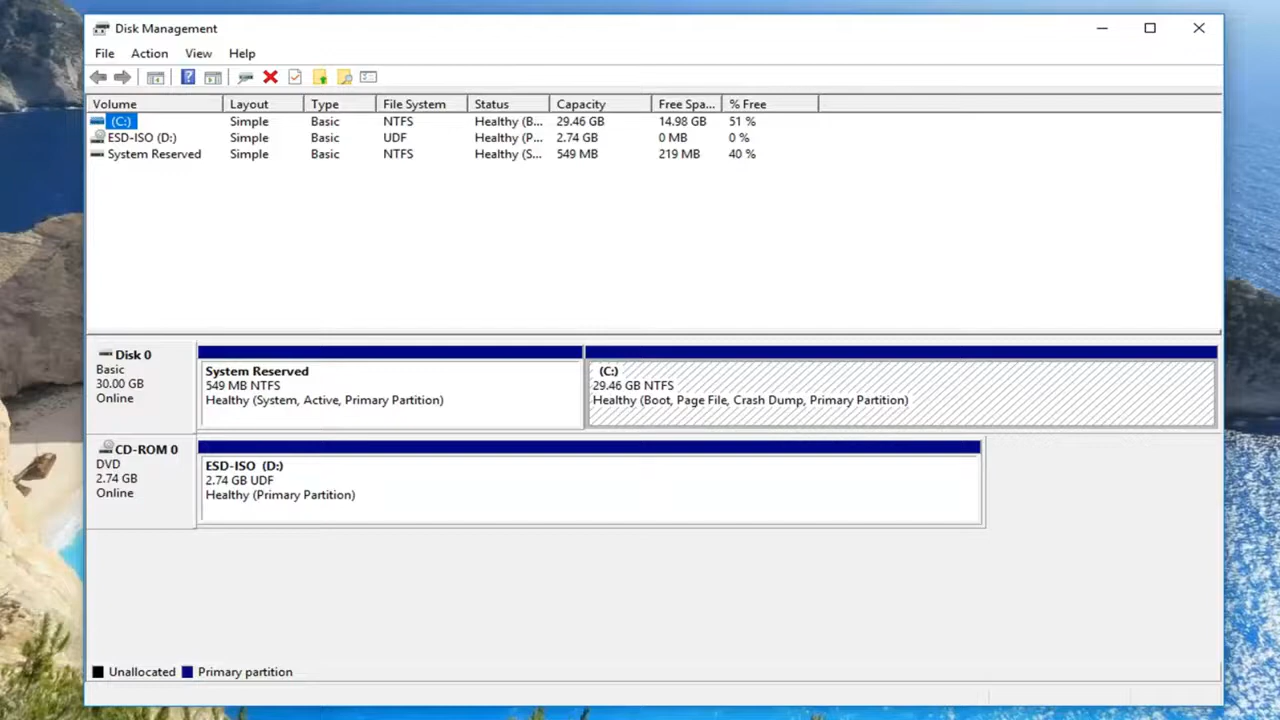 Disk Management
File Action View Help
Volume Layout Type File System Status Capacity Free Spa... % Free
(C:) Simple Basic NTFS Healthy (B... 29.46 GB 14.98 GB 51 %
ESD-ISO (D:) Simple Basic UDF Healthy (P... 2.74 GB 0 MB 0 %
System Reserved Simple Basic NTFS Healthy (S... 549 MB 219 MB 40 %
Disk 0
Basic
30.00 GB
Online
System Reserved
549 MB NTFS
Healthy (System, Active, Primary Partition)
(C:)
29.46 GB NTFS
Healthy (Boot, Page File, Crash Dump, Primary Partition)
CD-ROM 0
DVD
2.74 GB
Online
ESD-ISO (D:)
2.74 GB UDF
Healthy (Primary Partition)
Unallocated Primary partition